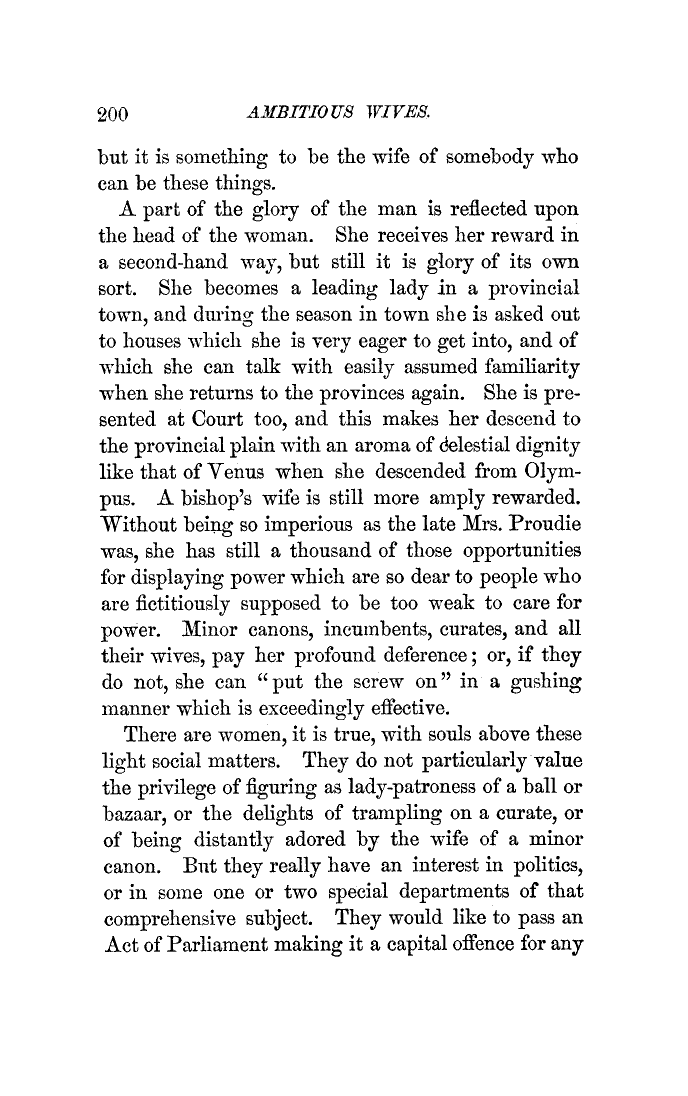 200 AMBITIOUS WIVES.
but it is something to be the wife of somebody who
can be these things.
A part of the glory of the man is reflected upon
the head of the woman. She receives her reward in
a second-hand way, but still it is glory of its own
sort. She becomes a leading lady in a provincial
town, and during the season in town she is asked out
to houses which she is very eager to get into, and of
which she can talk with easily assumed familiarity
when she returns to the provinces again. She is pre-
sented at Court too, and this makes her descend to
the provincial plain with an aroma of celestial dignity
like that of Venus when she descended from Olym-
pus. A bishop's wife is still more amply rewarded.
Without being so imperious as the late Mrs. Proudie
was, she has still a thousand of those opportunities
for displaying power which are so dear to people who
are fictitiously supposed to be too weak to care for
power. Minor canons, incumbents, curates, and all
their wives, pay her profound deference; or, if they
do not, she can "put the screw on" in a gushing
manner which is exceedingly effective.
There are women, it is true, with souls above these
light social matters. They do not particularly value
the privilege of figuring as lady-patroness of a ball or
bazaar, or the delights of trampling on a curate, or
of being distantly adored by the wife of a minor
canon. But they really have an interest in politics,
or in some one or two special departments of that
comprehensive subject. They would like to pass an
Act of Parliament making it a capital offence for any